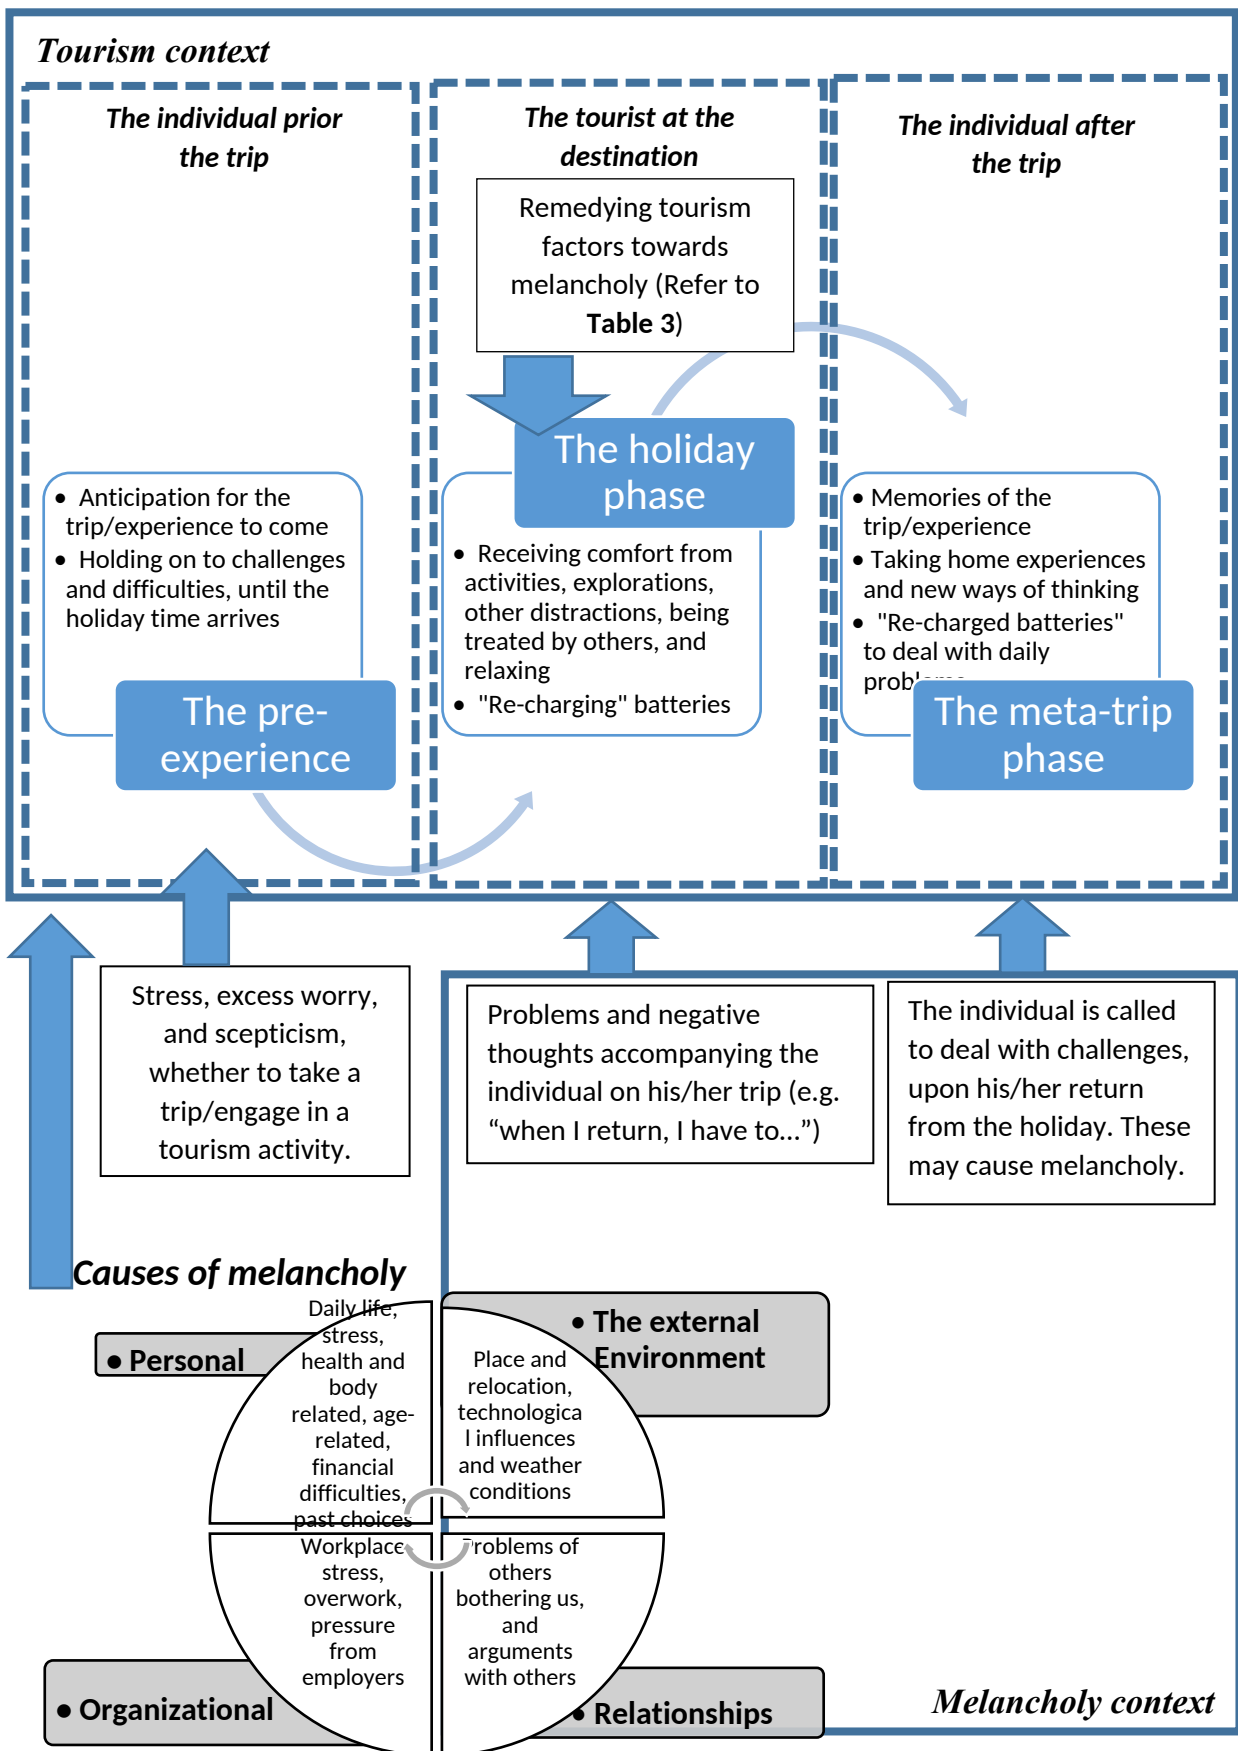 Tourism context
The individual prior
the trip
The tourist at the
destination
The individual after
the trip
Remedying tourism
factors towards
melancholy (Refer to
Table 3)
• Anticipation for the
trip/experience to come
• Holding on to challenges
and difficulties, until the
holiday time arrives
The pre-
experience
The holiday
phase
• Receiving comfort from
activities, explorations,
other distractions, being
treated by others, and
relaxing
• "Re-charging" batteries
• Memories of the
trip/experience
• Taking home experiences
and new ways of thinking
• "Re-charged batteries"
to deal with daily
problems
The meta-trip
phase
Stress, excess worry,
and scepticism,
whether to take a
trip/engage in a
tourism activity.
Problems and negative
thoughts accompanying the
individual on his/her trip (e.g.
“when I return, I have to…”)
The individual is called
to deal with challenges,
upon his/her return
from the holiday. These
may cause melancholy.
Causes of melancholy
• Personal
Daily life,
stress,
health and
body
related, age-
related,
financial
difficulties,
past choices
• The external
Environment
Place and
relocation,
technologica
l influences
and weather
conditions
Workplace
stress,
overwork,
pressure
from
employers
• Organizational
Problems of
others
bothering us,
and
arguments
with others
• Relationships
Melancholy context